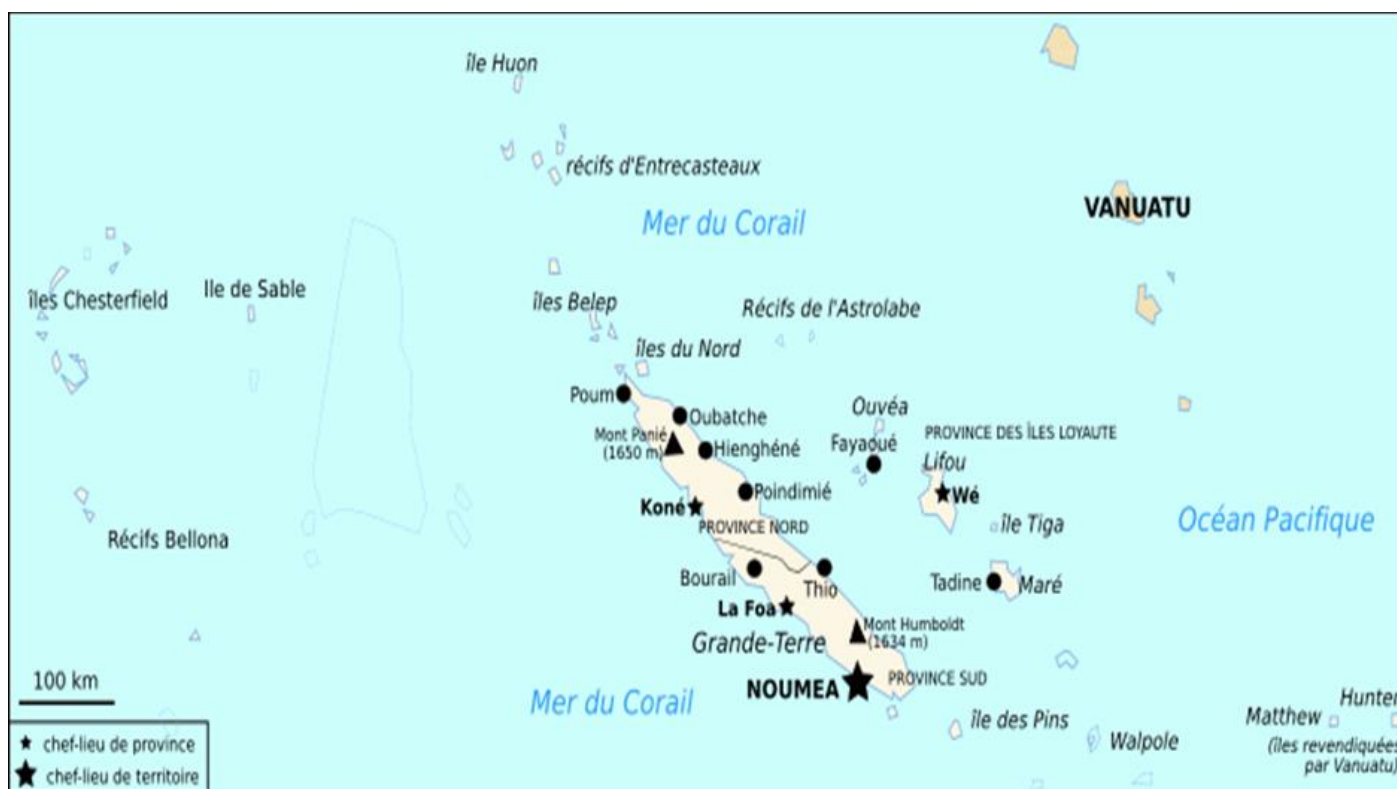 île Huon
récifs d'Entrecasteaux
Mer du Corail
VANUATU
îles Chesterfield
Ile de Sable
îles Belep
Récifs de l'Astrolabe
îles du Nord
Poum
Oubatche
Mont Panié
(1650 m)
Hienghéné
Ouvéa
Fayaoué
PROVINCE DES ÎLES LOYAUTE
Lifou
Wé
Poindimié
Koné
PROVINCE NORD
île Tiga
Océan Pacifique
Récifs Bellona
Bourail
Thio
Tadine
Maré
La Foa
Mont Humboldt
(1634 m)
Grande-Terre
100 km
NOUMEA
PROVINCE SUD
Mer du Corail
île des Pins
Walpole
Hunter
Matthew
(îles revendiquées
par Vanuatu)
chef-lieu de province
chef-lieu de territoire